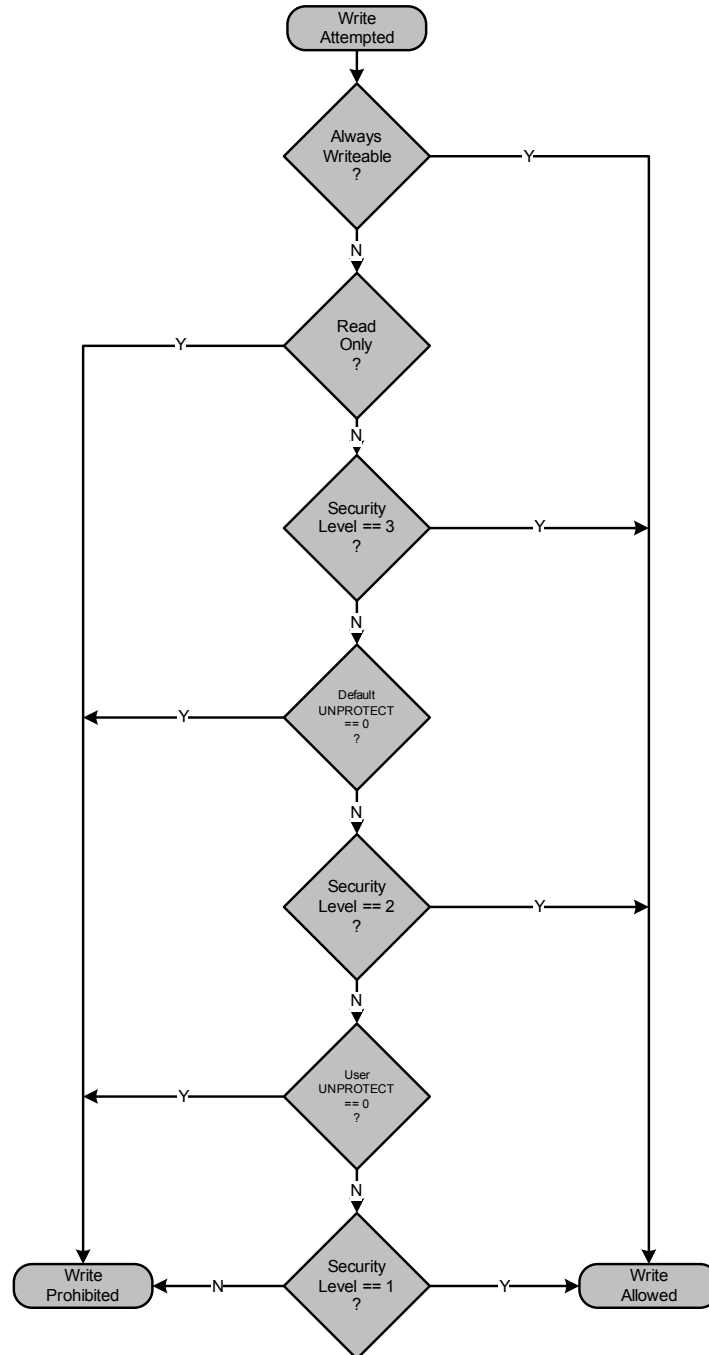 Write
Attempted
Always
Writeable
?
Y
N
Read
Only
?
Y
N
Security
Level == 3
?
Y
N
Default
UNPROTECT
== 0
?
Y
N
Security
Level == 2
?
Y
N
User
UNPROTECT
== 0
?
Y
N
Write
Prohibited
N
Security
Level == 1
?
Y
Write
Allowed